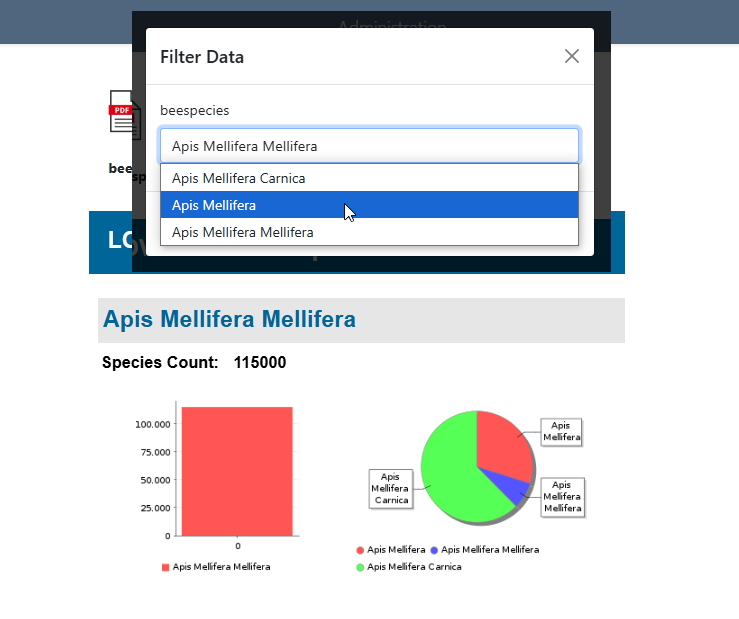 Administration
Filter Data
PDF
beespecies
bee
Apis Mellifera Mellifera
Apis Mellifera Carnica
Apis Mellifera
Apis Mellifera Mellifera
Apis Mellifera Mellifera
Species Count: 115000
100.000
75.000
50.000
25.000
0
0
Apis Mellifera Mellifera
Apis
Mellifera
Apis
Mellifera
Carnica
Apis
Mellifera
Mellifera
Apis Mellifera
Apis Mellifera Mellifera
Apis Mellifera Carnica